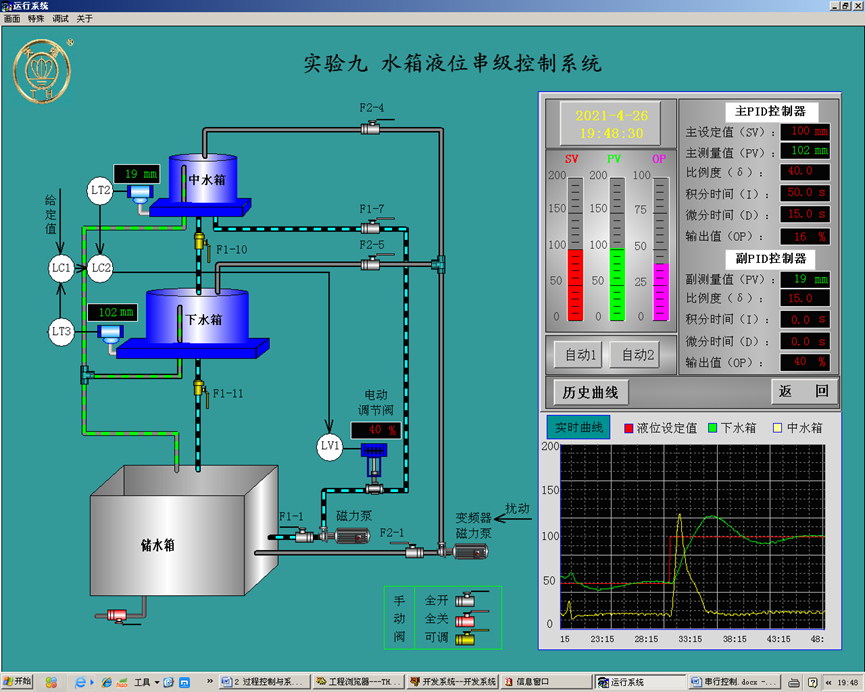 运行系统
画面 特殊 调试 关于
实验九 水箱液位串级控制系统
TH
F2-4
19 mm
中水箱
LT2
给定值
F1-7
F1-10
F2-5
LC1
LC2
102 mm
下水箱
LT3
F1-11
电动
调节阀
40 %
LV1
储水箱
F1-1
磁力泵
F2-1
变频器
磁力泵
扰动
手动阀
全开
全关
可调
2021-4-26
19:48:30
SV PV OP
200 200 100
150 150 75
100 100 50
50 50 25
0 0 0
自动1 自动2
主PID控制器
主设定值(SV): 100 mm
主测量值(PV): 102 mm
比例度(δ): 40.0
积分时间(I): 50.0 s
微分时间(D): 15.0 s
输出值(OP): 16 %
副PID控制器
副测量值(PV): 19 mm
比例度(δ): 15.0
积分时间(I): 0.0 s
微分时间(D): 0.0 s
输出值(OP): 40 %
历史曲线 返 回
实时曲线 液位设定值 下水箱 中水箱
200
150
100
50
0
15 23:15 28:15 33:15 38:15 43:15 48:
开始 工具 » 2 过程控制与系... 工程浏览器---TH... 开发系统--开发系统 信息窗口 运行系统 串行控制.docx -... « 19:48